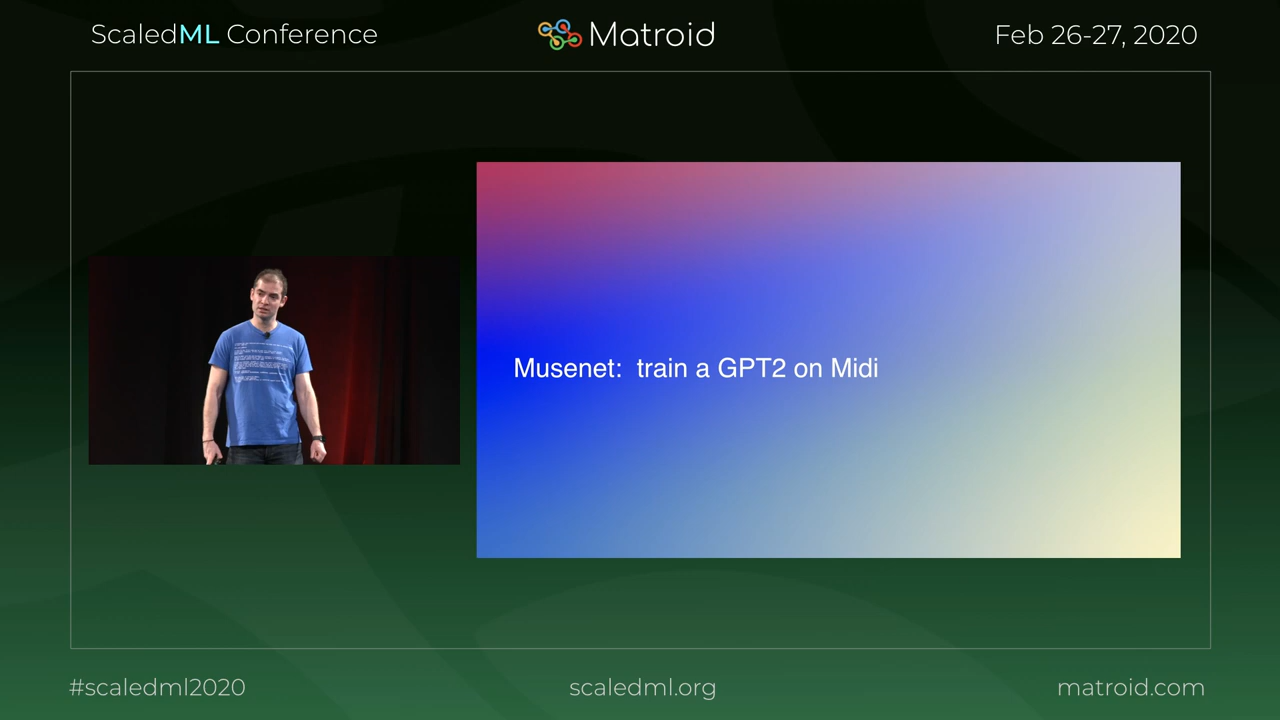 ScaledML Conference
Matroid
Feb 26-27, 2020
Musenet: train a GPT2 on Midi
#scaledml2020
scaledml.org
matroid.com